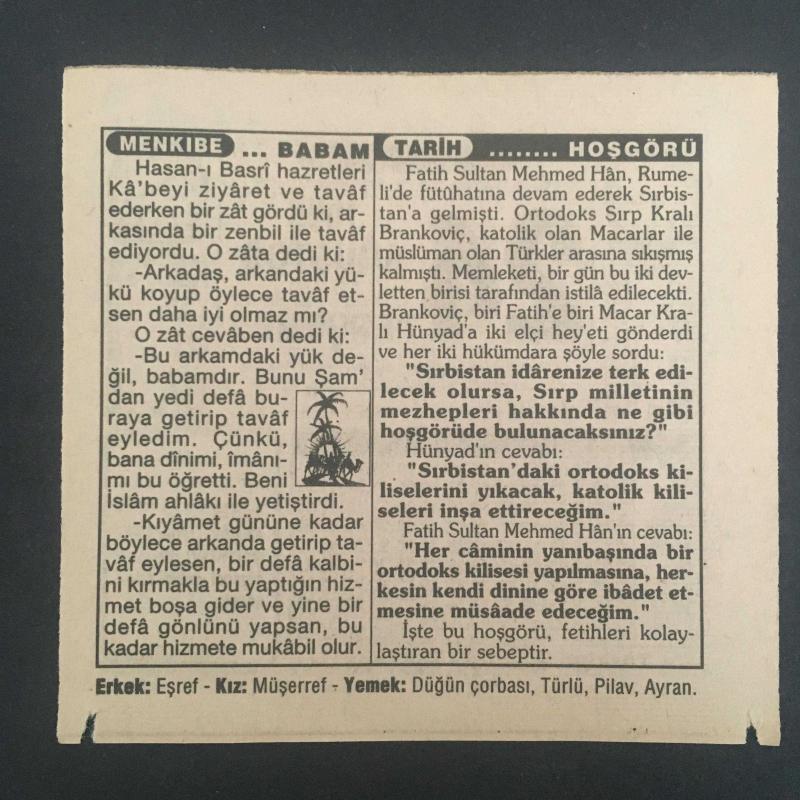 MENKIBE ... BABAM
Hasan-ı Basrî hazretleri
Kâ'beyi ziyâret ve tavâf
ederken bir zât gördü ki, ar-
kasında bir zenbil ile tavâf
ediyordu. O zâta dedi ki:
-Arkadaş, arkandaki yü-
kü koyup öylece tavâf et-
sen daha iyi olmaz mı?
O zât cevâben dedi ki:
-Bu arkamdaki yük de-
ğil, babamdır. Bunu Şam'
dan yedi defâ bu-
raya getirip tavâf
eyledim. Çünkü,
bana dînimi, îmânı-
mı bu öğretti. Beni
İslâm ahlâkı ile yetiştirdi.
-Kıyâmet gününe kadar
böylece arkanda getirip ta-
vâf eylesen, bir defâ kalbi-
ni kırmakla bu yaptığın hiz-
met boşa gider ve yine bir
defâ gönlünü yapsan, bu
kadar hizmete mukâbil olur.
TARİH ........ HOŞGÖRÜ
Fatih Sultan Mehmed Hân, Rume-
li'de fütûhatına devam ederek Sırbis-
tan'a gelmişti. Ortodoks Sırp Kralı
Brankoviç, katolik olan Macarlar ile
müslüman olan Türkler arasına sıkışmış
kalmıştı. Memleketi, bir gün bu iki dev-
letten birisi tarafından istilâ edilecekti.
Brankoviç, biri Fatih'e biri Macar Kra-
lı Hünyad'a iki elçi hey'eti gönderdi
ve her iki hükümdara şöyle sordu:
"Sırbistan idârenize terk edi-
lecek olursa, Sırp milletinin
mezhepleri hakkında ne gibi
hoşgörüde bulunacaksınız?"
Hünyad'ın cevabı:
"Sırbistan'daki ortodoks ki-
liselerini yıkacak, katolik kili-
seleri inşa ettireceğim."
Fatih Sultan Mehmed Hân'ın cevabı:
"Her câminin yanıbaşında bir
ortodoks kilisesi yapılmasına, her-
kesin kendi dinine göre ibâdet et-
mesine müsâade edeceğim."
İşte bu hoşgörü, fetihleri kolay-
laştıran bir sebeptir.
Erkek: Eşref - Kız: Müşerref - Yemek: Düğün çorbası, Türlü, Pilav, Ayran.